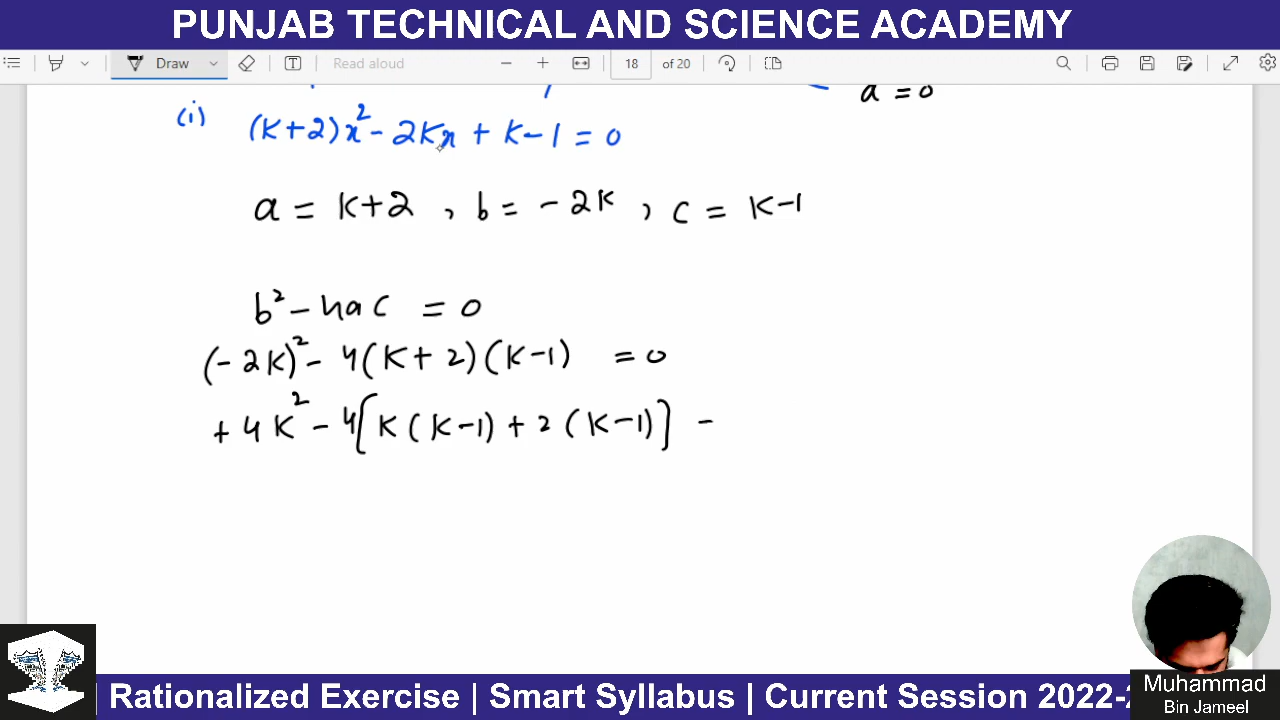 PUNJAB TECHNICAL AND SCIENCE ACADEMY
Draw
Read aloud
18 of 20
a = 0
(i) (K+2)x² - 2Kx + K-1 = 0
a = K+2 , b = -2K , c = K-1
b² - 4ac = 0
(-2K)² - 4(K+2)(K-1) = 0
+ 4K² - 4[K(K-1) + 2(K-1)] -
Rationalized Exercise | Smart Syllabus | Current Session 2022-2
Muhammad
Bin Jameel